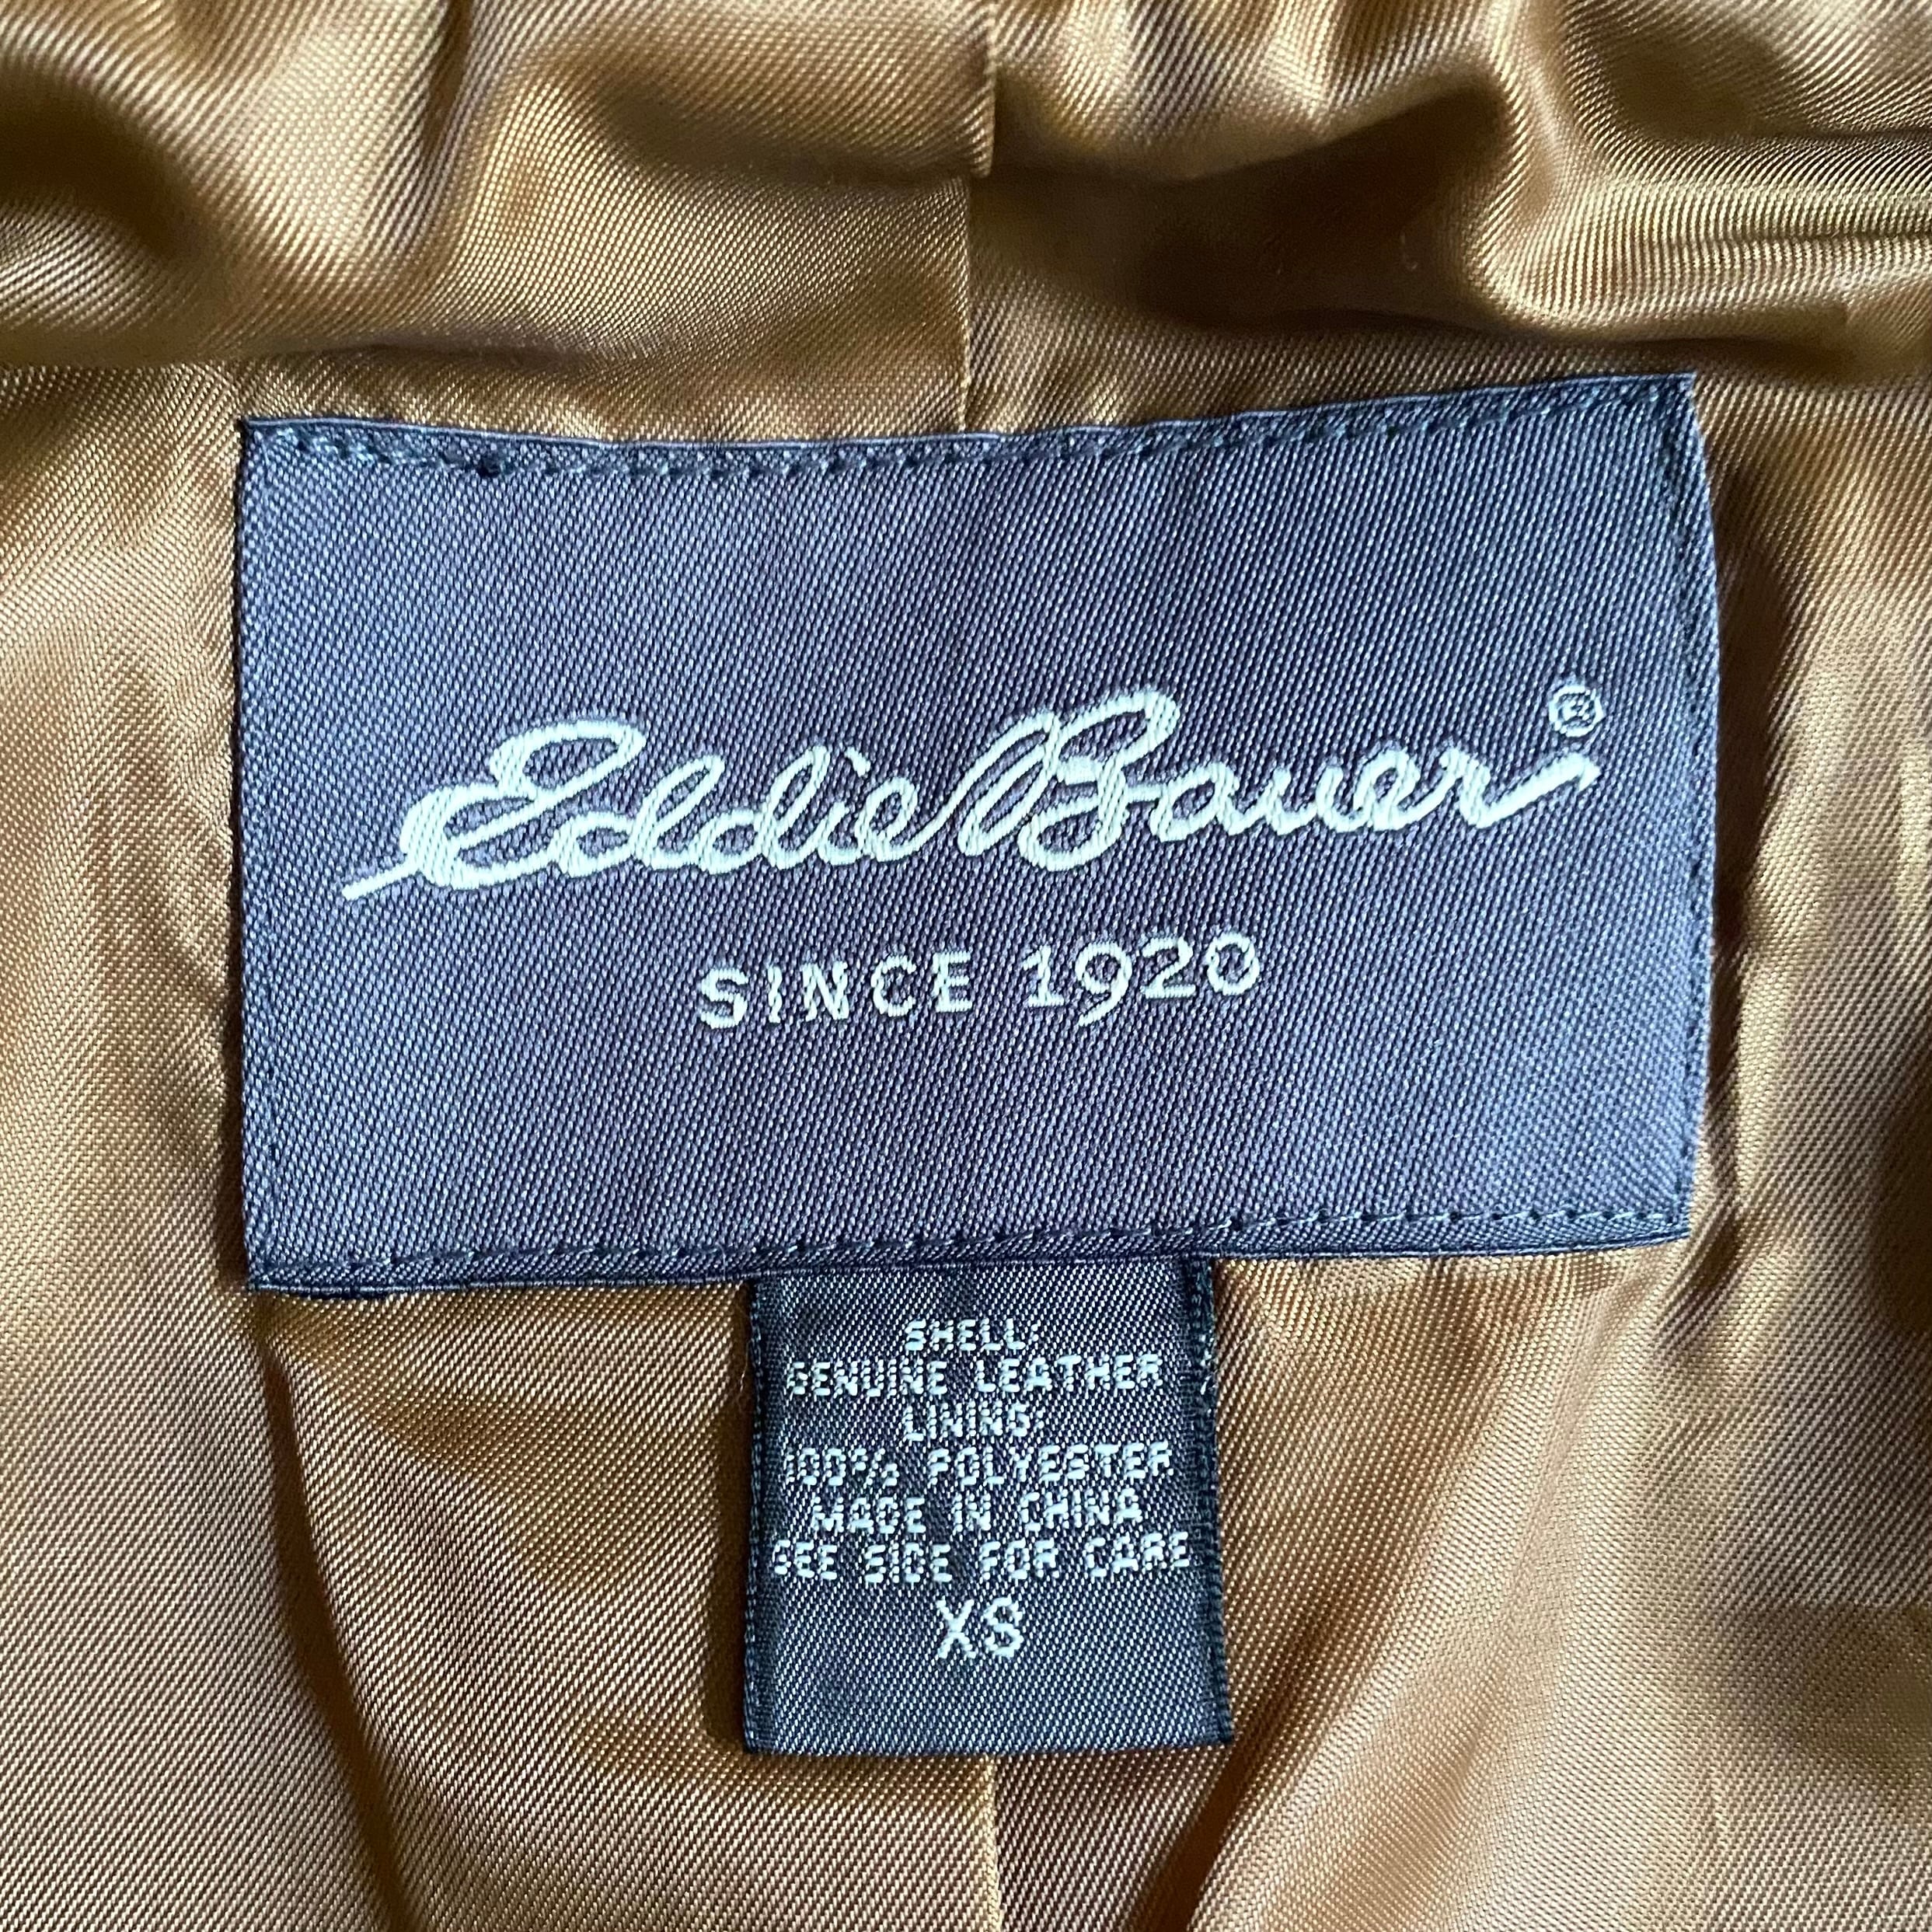 Eddie Bauer®
SINCE 1920
SHELL:
GENUINE LEATHER
LINING:
100% POLYESTER
MADE IN CHINA
SEE SIDE FOR CARE
XS